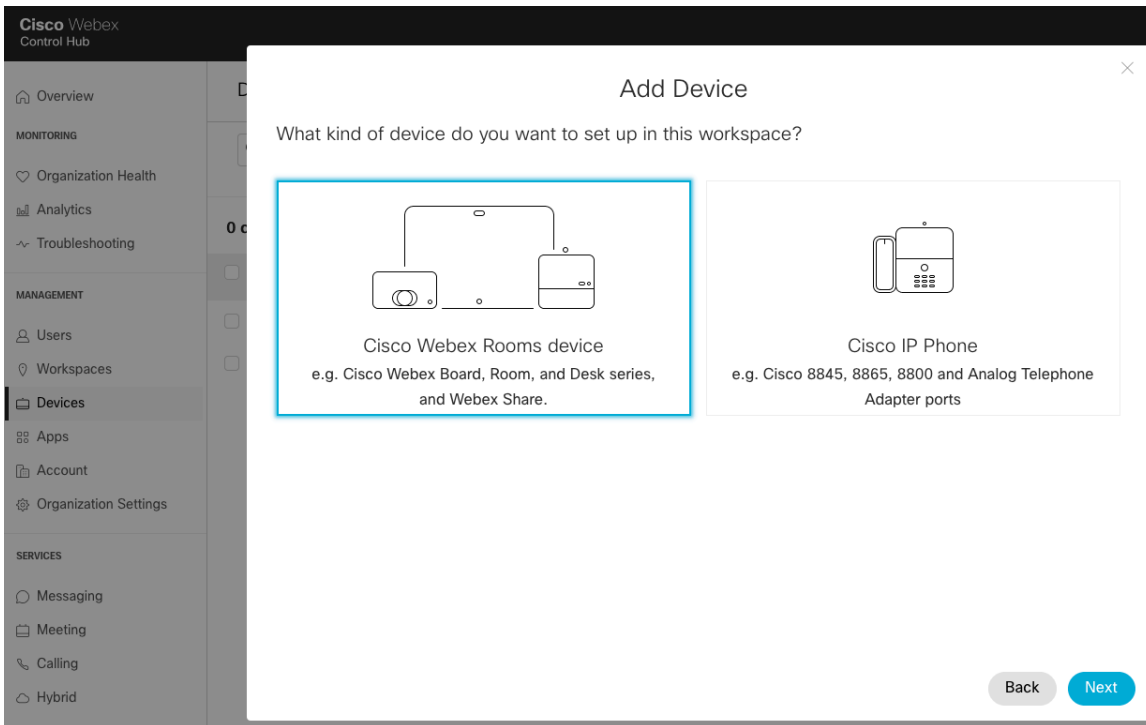 Cisco Webex
Control Hub
Overview
MONITORING
Organization Health
Analytics
Troubleshooting
MANAGEMENT
Users
Workspaces
Devices
Apps
Account
Organization Settings
SERVICES
Messaging
Meeting
Calling
Hybrid
D
0 d
Add Device
What kind of device do you want to set up in this workspace?
Cisco Webex Rooms device
e.g. Cisco Webex Board, Room, and Desk series,
and Webex Share.
Cisco IP Phone
e.g. Cisco 8845, 8865, 8800 and Analog Telephone
Adapter ports
Back
Next